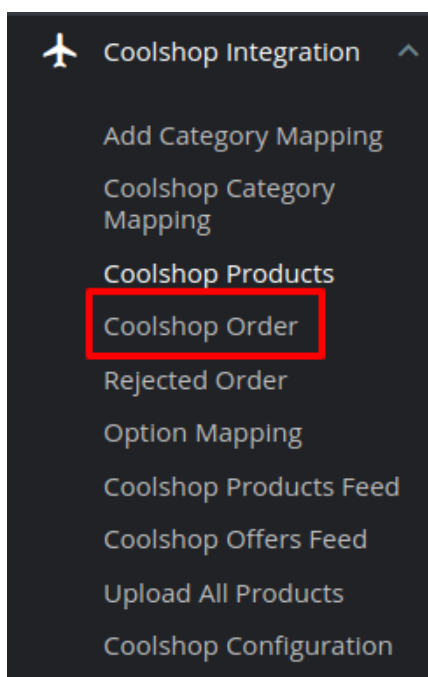 Coolshop Integration
Add Category Mapping
Coolshop Category
Mapping
Coolshop Products
Coolshop Order
Rejected Order
Option Mapping
Coolshop Products Feed
Coolshop Offers Feed
Upload All Products
Coolshop Configuration